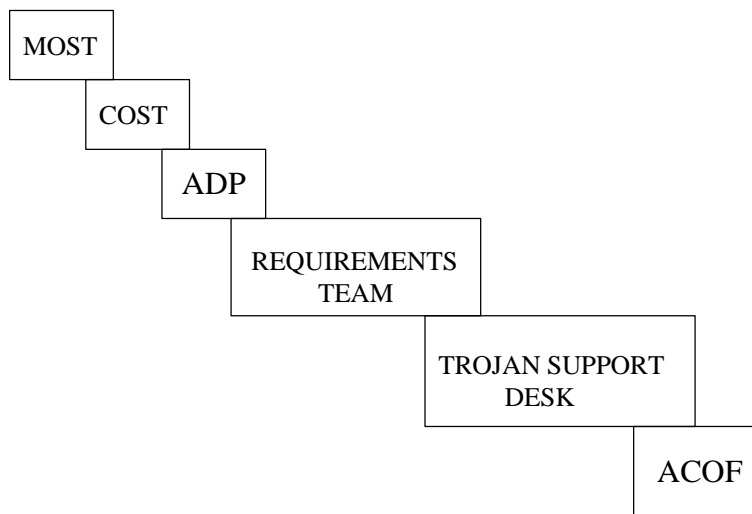 MOST
COST
ADP
REQUIREMENTS
TEAM
TROJAN SUPPORT
DESK
ACOF